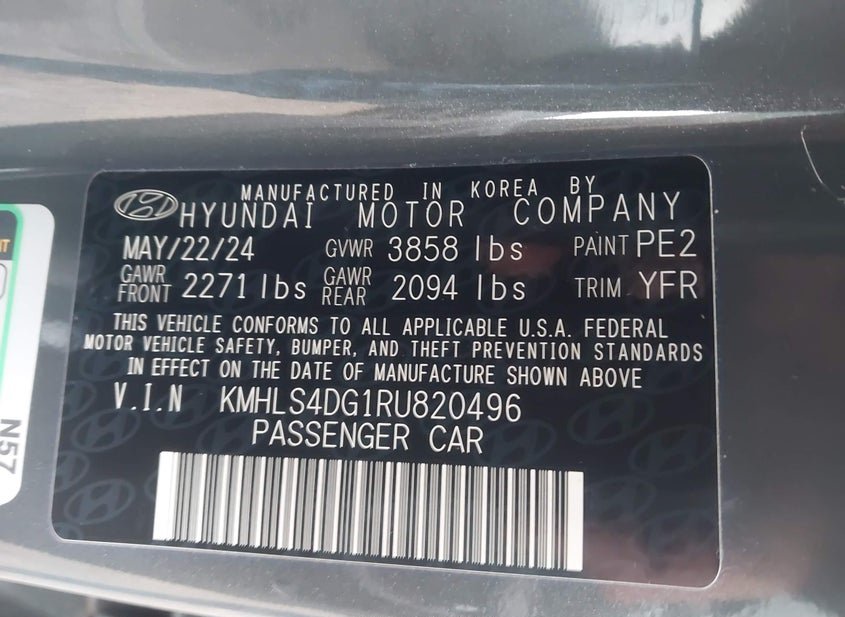 MANUFACTURED IN KOREA BY
HYUNDAI MOTOR COMPANY
MAY/22/24 GVWR 3858 lbs PAINT PE2
GAWR FRONT 2271 lbs GAWR REAR 2094 lbs TRIM YFR
THIS VEHICLE CONFORMS TO ALL APPLICABLE U.S.A. FEDERAL
MOTOR VEHICLE SAFETY, BUMPER, AND THEFT PREVENTION STANDARDS
IN EFFECT ON THE DATE OF MANUFACTURE SHOWN ABOVE
V.I.N KMHLS4DG1RU820496
PASSENGER CAR
N57